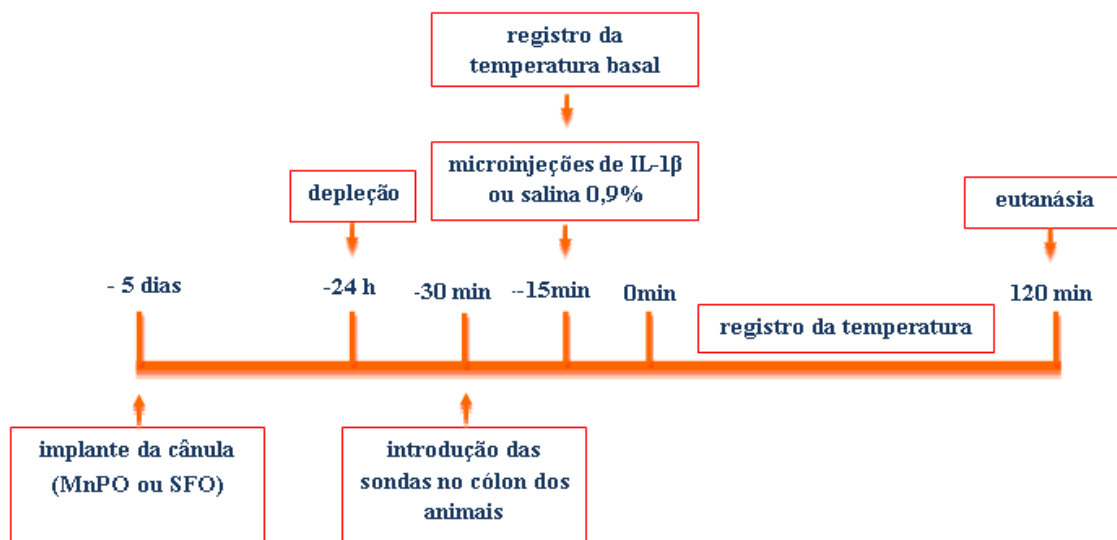 registro da
temperatura basal
microinjeções de IL-1β
ou salina 0,9%
depleção
eutanásia
- 5 dias
-24 h
-30 min
--15min
0min
120 min
registro da temperatura
implante da cânula
(MnPO ou SFO)
introdução das
sondas no cólon dos
animais